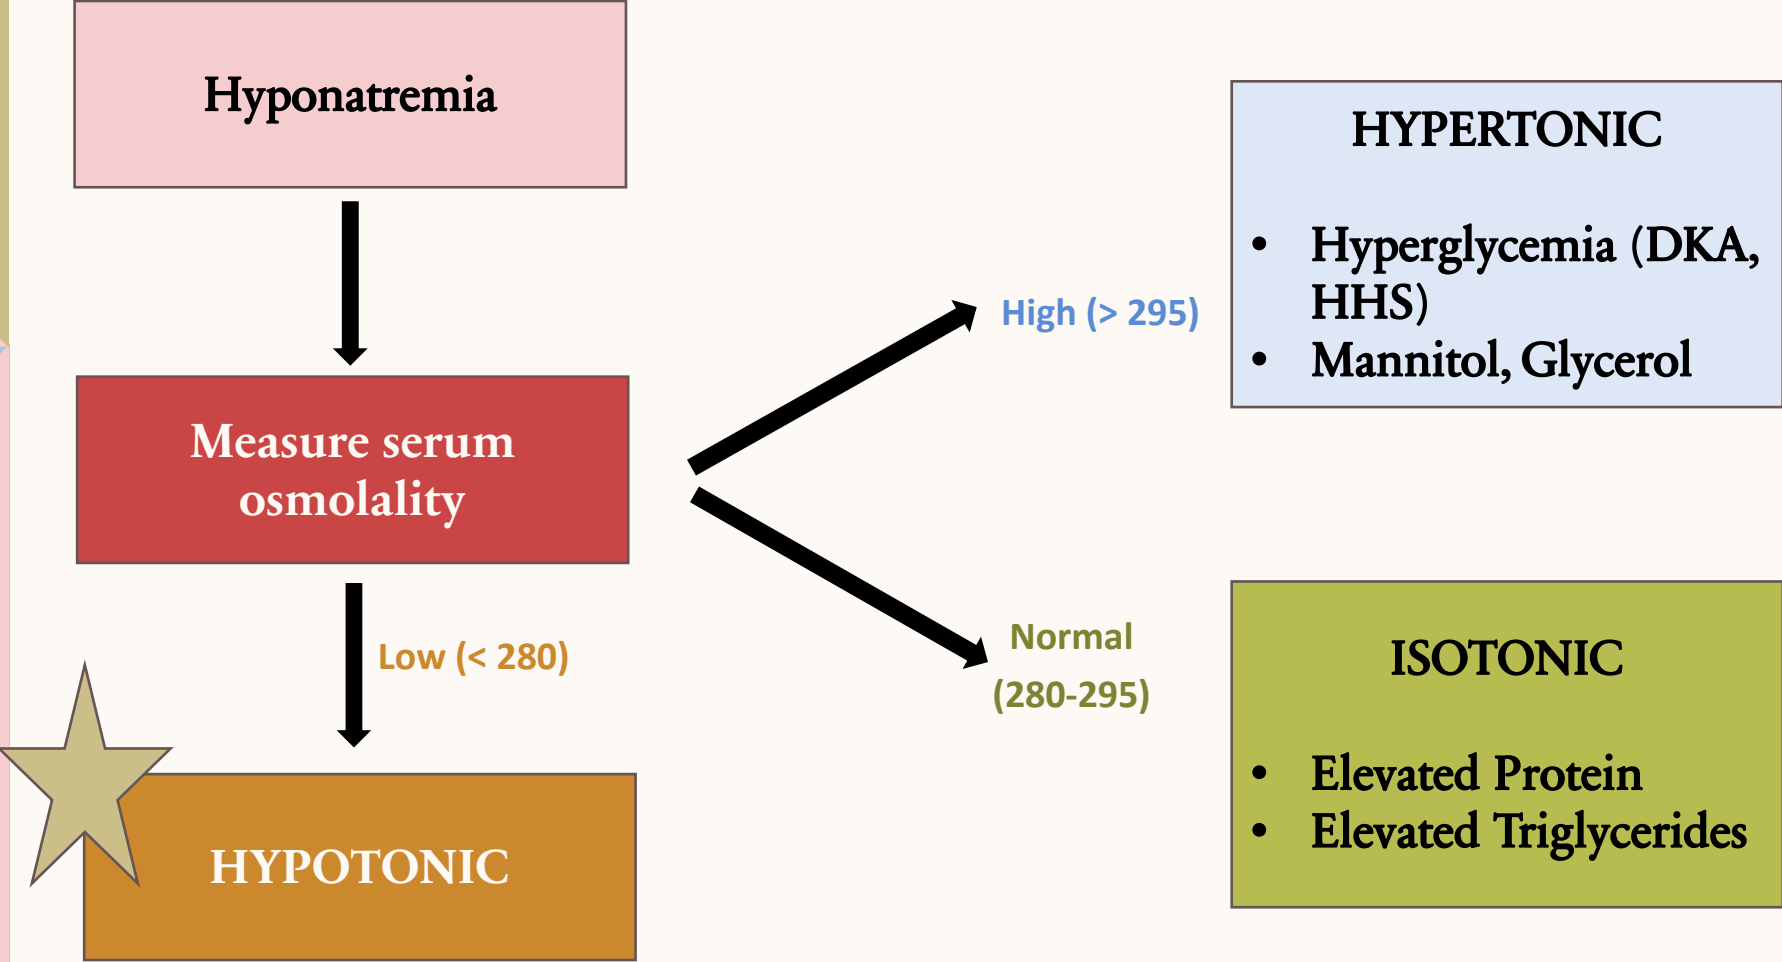 Hyponatremia
Measure serum
osmolality
Low (< 280)
HYPOTONIC
High (> 295)
HYPERTONIC
• Hyperglycemia (DKA,
HHS)
• Mannitol, Glycerol
Normal
(280-295)
ISOTONIC
• Elevated Protein
• Elevated Triglycerides